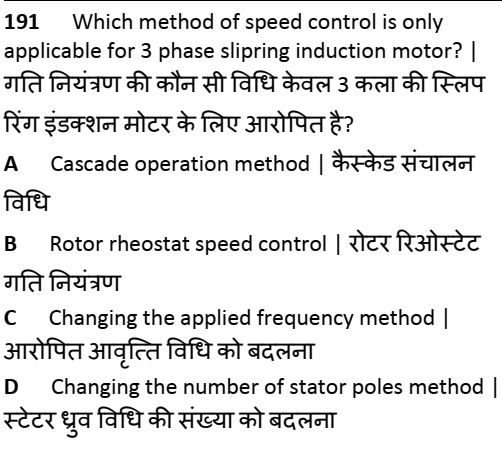 191 Which method of speed control is only
applicable for 3 phase slipring induction motor? |
गति नियंत्रण की कौन सी विधि केवल 3 कला की स्लिप
रिंग इंडक्शन मोटर के लिए आरोपित है?
A Cascade operation method | कैस्केड संचालन
विधि
B Rotor rheostat speed control | रोटर रिओस्टेट
गति नियंत्रण
C Changing the applied frequency method |
आरोपित आवृत्ति विधि को बदलना
D Changing the number of stator poles method |
स्टेटर ध्रुव विधि की संख्या को बदलना